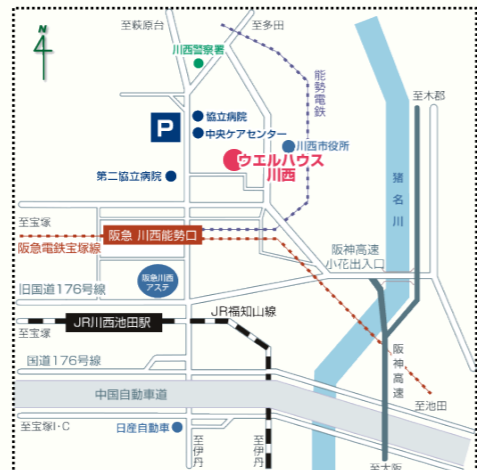 至萩原台
至多田
N
川西警察署
能勢電鉄
至木部
協立病院
P
中央ケアセンター
川西市役所
ウエルハウス
川西
第二協立病院
猪名川
至宝塚
阪急 川西能勢口
阪急電鉄宝塚線
阪神高速
小花出入口
阪急川西
アステ
旧国道176号線
JR福知山線
JR川西池田駅
至宝塚
国道176号線
阪神高速
中国自動車道
至池田
至宝塚I・C
日産自動車
至伊丹
至伊丹
至大阪